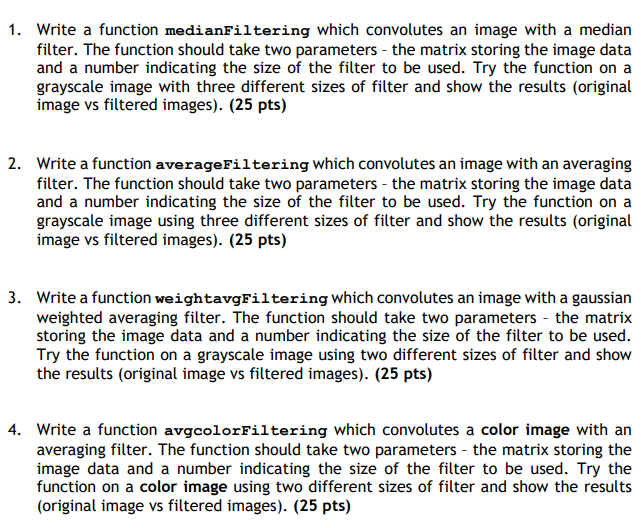 1. Write a function medianFiltering which convolutes an image with a median
filter. The function should take two parameters - the matrix storing the image data
and a number indicating the size of the filter to be used. Try the function on a
grayscale image with three different sizes of filter and show the results (original
image vs filtered images). (25 pts)
2. Write a function averageFiltering which convolutes an image with an averaging
filter. The function should take two parameters - the matrix storing the image data
and a number indicating the size of the filter to be used. Try the function on a
grayscale image using three different sizes of filter and show the results (original
image vs filtered images). (25 pts)
3. Write a function weightavgFiltering which convolutes an image with a gaussian
weighted averaging filter. The function should take two parameters - the matrix
storing the image data and a number indicating the size of the filter to be used.
Try the function on a grayscale image using two different sizes of filter and show
the results (original image vs filtered images). (25 pts)
4. Write a function avgcolorFiltering which convolutes a color image with an
averaging filter. The function should take two parameters - the matrix storing the
image data and a number indicating the size of the filter to be used. Try the
function on a color image using two different sizes of filter and show the results
(original image vs filtered images). (25 pts)